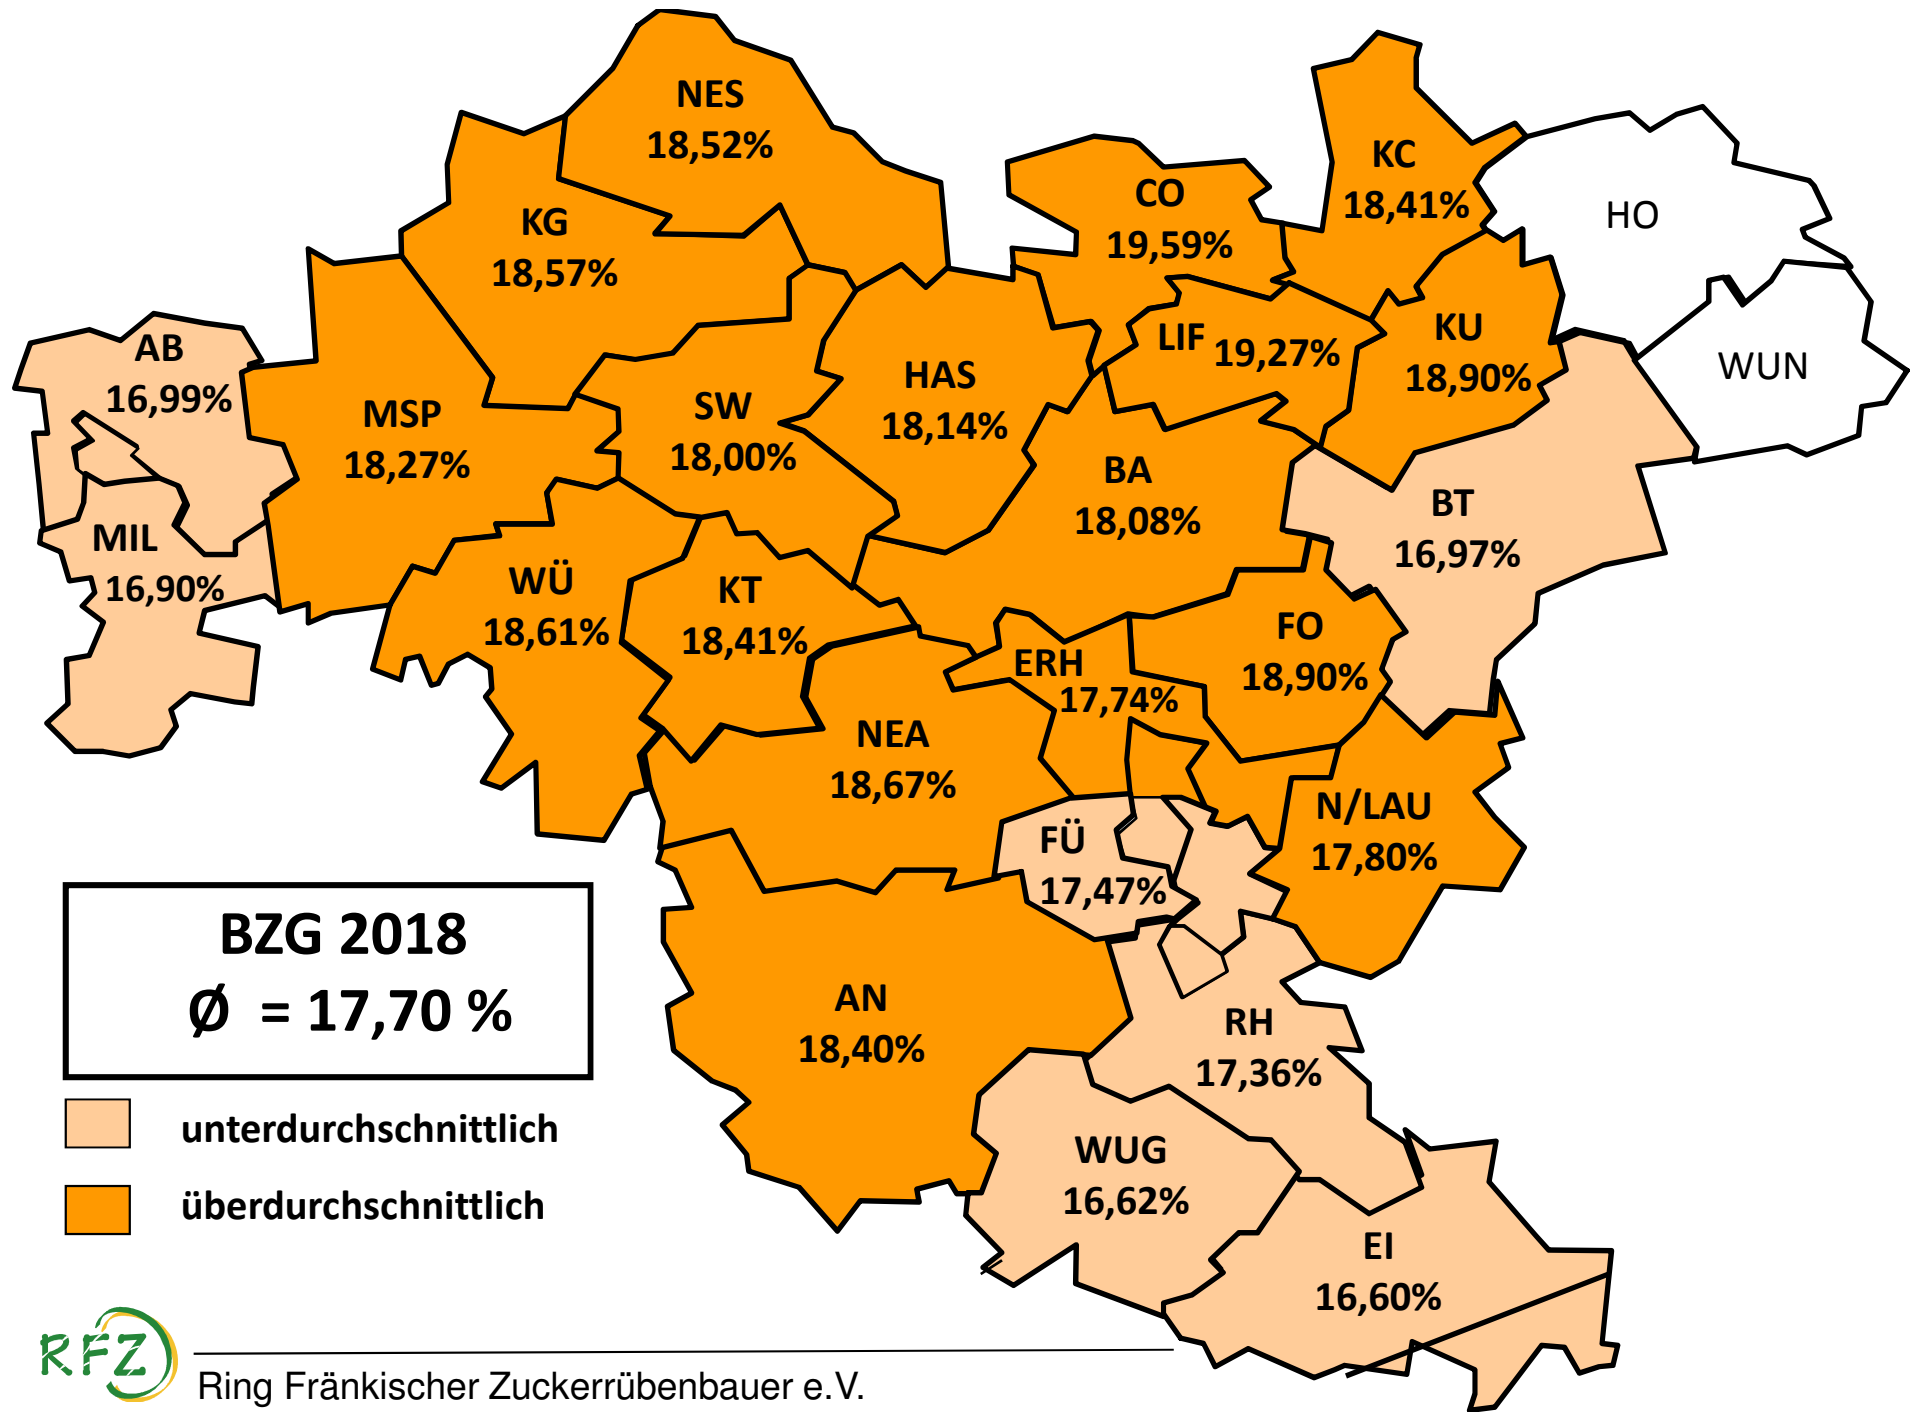 NES
18,52%
KC
18,41%
CO
19,59%
HO
KG
18,57%
LIF 19,27%
KU
18,90%
AB
16,99%
WUN
MSP
18,27%
SW
18,00%
HAS
18,14%
BA
18,08%
BT
16,97%
MIL
16,90%
WÜ
18,61%
KT
18,41%
ERH
17,74%
FO
18,90%
NEA
18,67%
FÜ
17,47%
N/LAU
17,80%
BZG 2018
Ø = 17,70 %
AN
18,40%
RH
17,36%
unterdurchschnittlich
überdurchschnittlich
WUG
16,62%
EI
16,60%
RFZ
Ring Fränkischer Zuckerrübenbauer e.V.